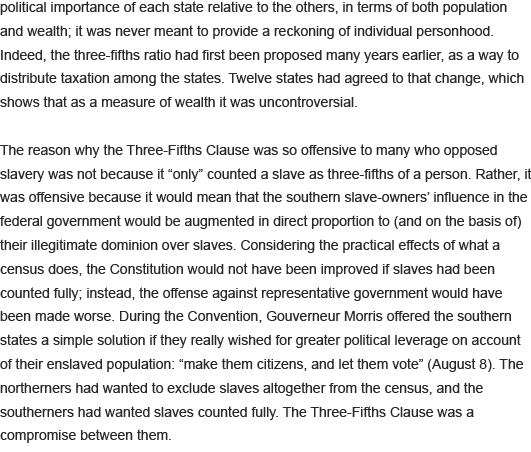 political importance of each state relative to the others, in terms of both population
and wealth; it was never meant to provide a reckoning of individual personhood.
Indeed, the three-fifths ratio had first been proposed many years earlier, as a way to
distribute taxation among the states. Twelve states had agreed to that change, which
shows that as a measure of wealth it was uncontroversial.
The reason why the Three-Fifths Clause was so offensive to many who opposed
slavery was not because it “only” counted a slave as three-fifths of a person. Rather, it
was offensive because it would mean that the southern slave-owners’ influence in the
federal government would be augmented in direct proportion to (and on the basis of)
their illegitimate dominion over slaves. Considering the practical effects of what a
census does, the Constitution would not have been improved if slaves had been
counted fully; instead, the offense against representative government would have
been made worse. During the Convention, Gouverneur Morris offered the southern
states a simple solution if they really wished for greater political leverage on account
of their enslaved population: “make them citizens, and let them vote” (August 8). The
northerners had wanted to exclude slaves altogether from the census, and the
southerners had wanted slaves counted fully. The Three-Fifths Clause was a
compromise between them.